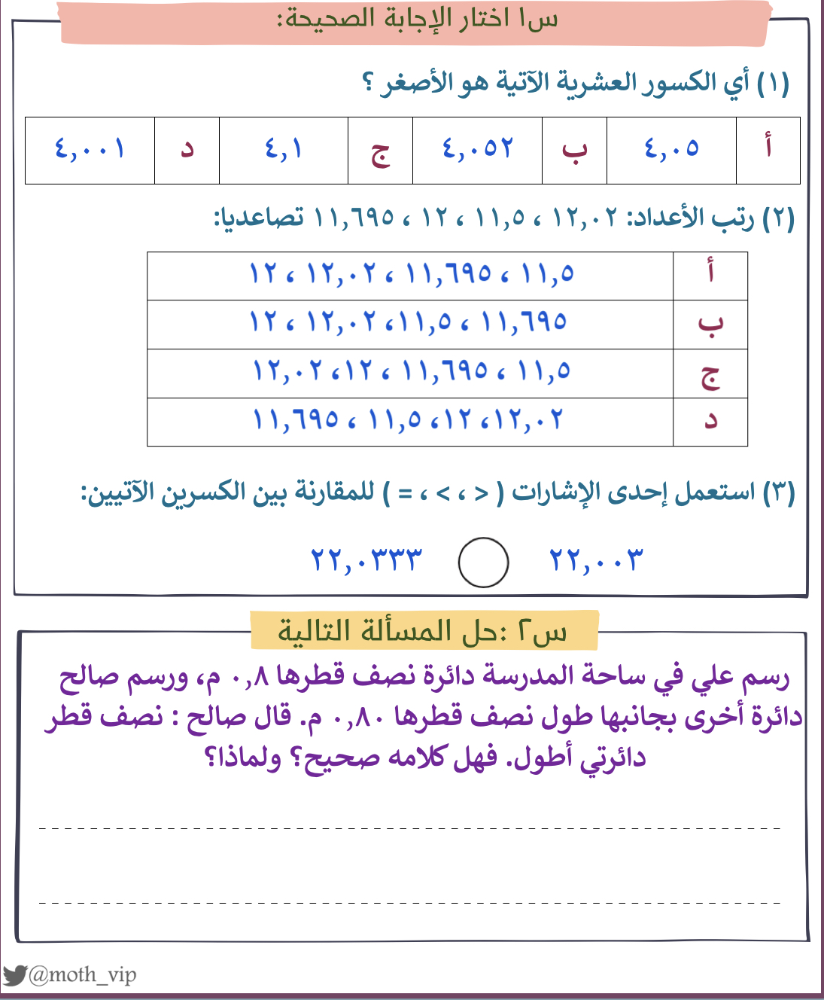 س١ اختار الإجابة الصحيحة:
(١) أي الكسور العشرية الآتية هو الأصغر ؟
أ ٤,٠٥ ب ٤,٠٥٢ ج ٤,١ د ٤,٠٠١
(٢) رتب الأعداد: ١٢,٠٢ ، ١١,٥ ، ١٢ ، ١١,٦٩٥ تصاعديا:
أ ١١,٥ ، ١١,٦٩٥ ، ١٢,٠٢ ، ١٢
ب ١١,٦٩٥ ، ١١,٥، ١٢,٠٢ ، ١٢
ج ١١,٥ ، ١١,٦٩٥ ، ١٢، ١٢,٠٢
د ١٢,٠٢، ١٢، ١١,٥ ، ١١,٦٩٥
(٣) استعمل إحدى الإشارات ( < ، > ، = ) للمقارنة بين الكسرين الآتيين:
٢٢,٠٠٣ ٢٢,٠٣٣٣
س٢ :حل المسألة التالية
رسم علي في ساحة المدرسة دائرة نصف قطرها ٠,٨ م، ورسم صالح
دائرة أخرى بجانبها طول نصف قطرها ٠,٨٠ م. قال صالح : نصف قطر
دائرتي أطول. فهل كلامه صحيح؟ ولماذا؟
@moth_vip